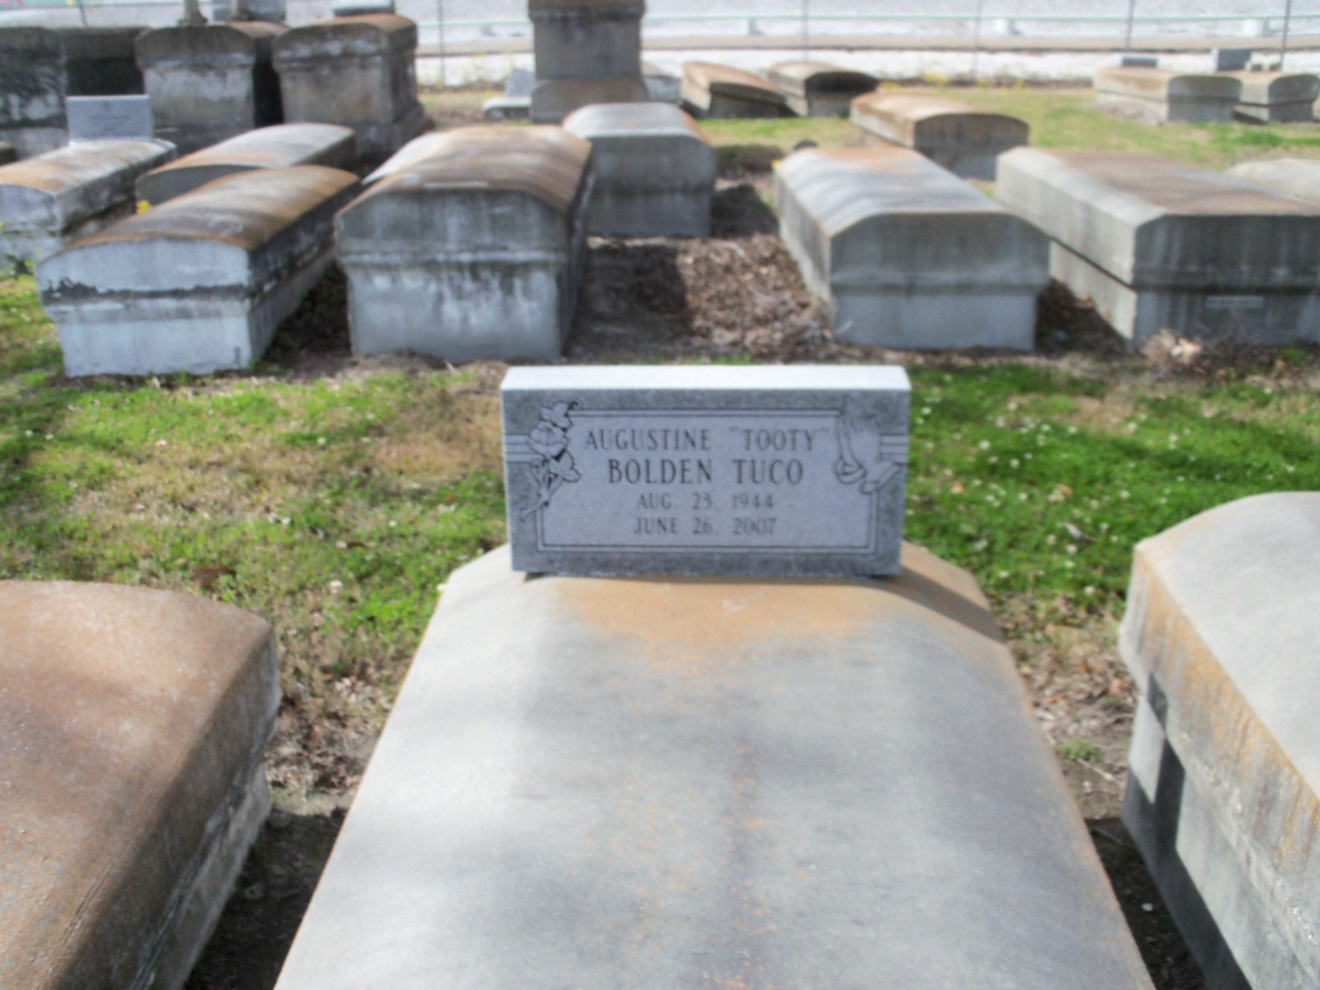 AUGUSTINE "TOOTY"
BOLDEN TUCO
AUG. 23. 1944
JUNE 26. 2007